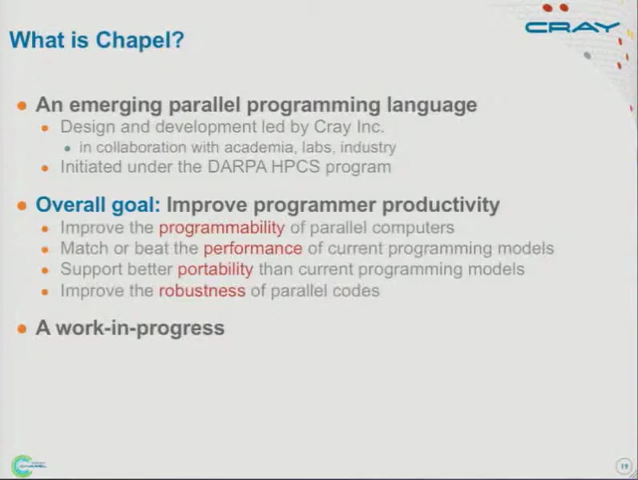 CRAY
What is Chapel?
An emerging parallel programming language
Design and development led by Cray Inc.
in collaboration with academia, labs, industry
Initiated under the DARPA HPCS program
Overall goal: Improve programmer productivity
Improve the programmability of parallel computers
Match or beat the performance of current programming models
Support better portability than current programming models
Improve the robustness of parallel codes
A work-in-progress
CHAPEL
19